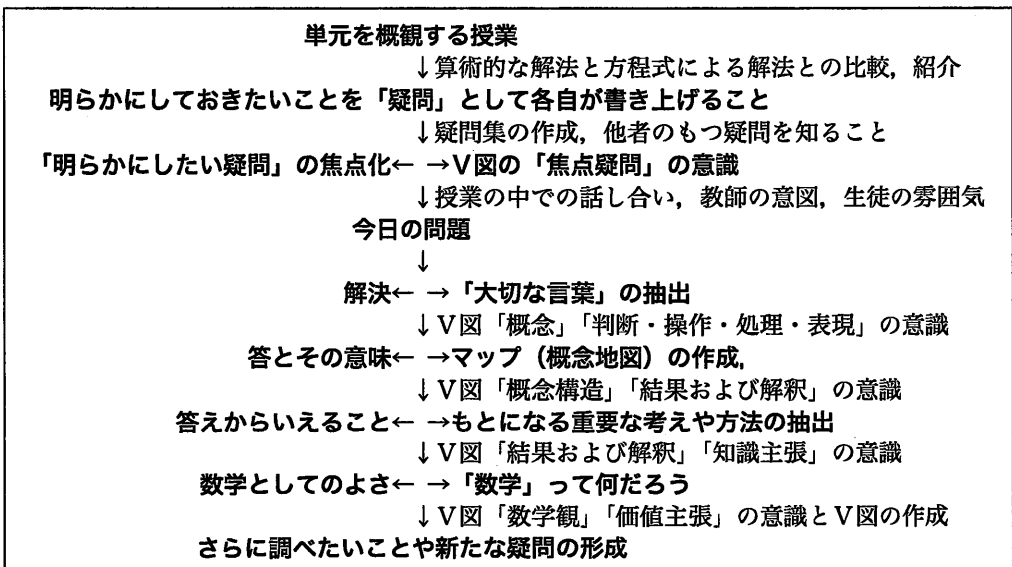 単元を概観する授業
↓算術的な解法と方程式による解法との比較，紹介
明らかにしておきたいことを「疑問」として各自が書き上げること
↓疑問集の作成，他者のもつ疑問を知ること
「明らかにしたい疑問」の焦点化← →Ｖ図の「焦点疑問」の意識
↓授業の中での話し合い，教師の意図，生徒の雰囲気
今日の問題
↓
解決← →「大切な言葉」の抽出
↓Ｖ図「概念」「判断・操作・処理・表現」の意識
答とその意味← →マップ（概念地図）の作成,
↓Ｖ図「概念構造」「結果および解釈」の意識
答えからいえること← →もとになる重要な考えや方法の抽出
↓Ｖ図「結果および解釈」「知識主張」の意識
数学としてのよさ← →「数学」って何だろう
↓Ｖ図「数学観」「価値主張」の意識とＶ図の作成
さらに調べたいことや新たな疑問の形成